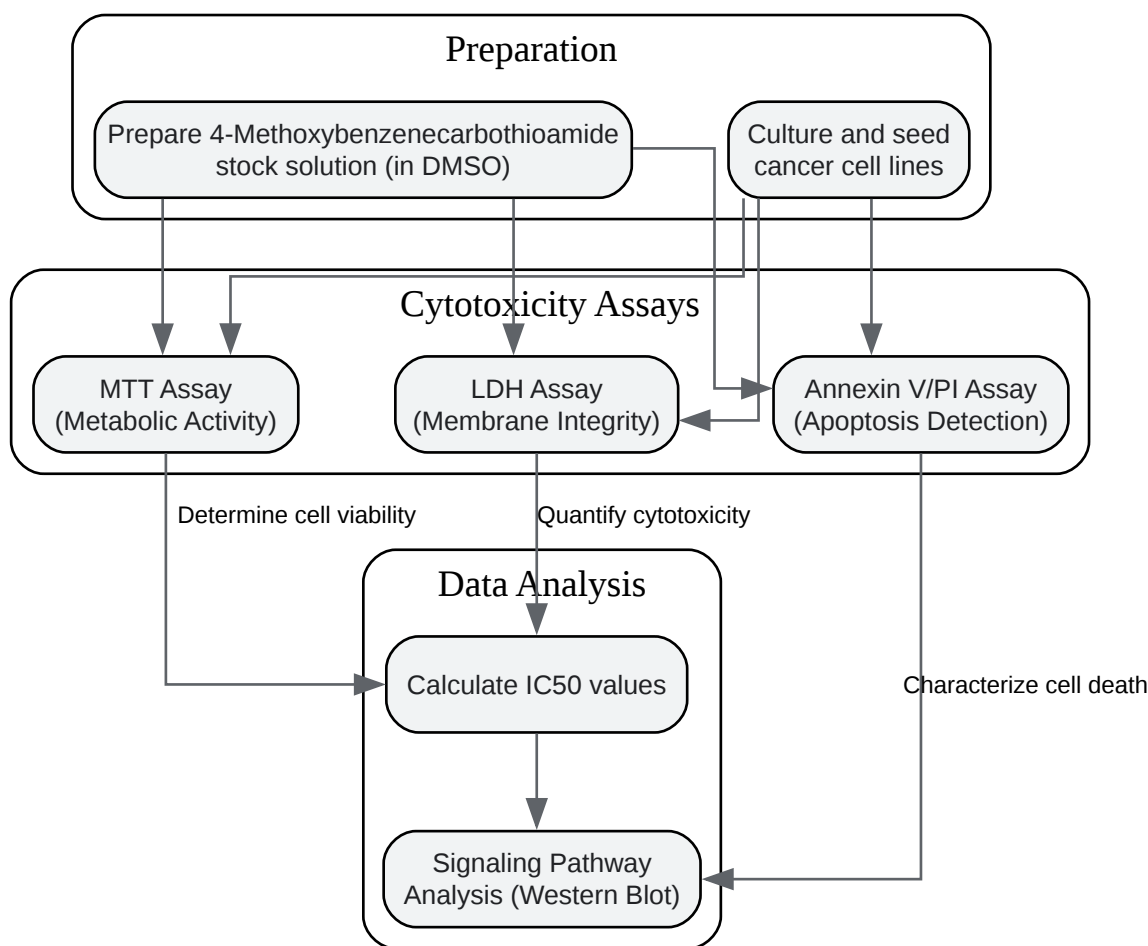 Preparation
Prepare 4-Methoxybenzenecarbothioamide
stock solution (in DMSO)
Culture and seed
cancer cell lines
Cytotoxicity Assays
MTT Assay
(Metabolic Activity)
LDH Assay
(Membrane Integrity)
Annexin V/PI Assay
(Apoptosis Detection)
Determine cell viability
Quantify cytotoxicity
Data Analysis
Calculate IC50 values
Characterize cell death
Signaling Pathway
Analysis (Western Blot)